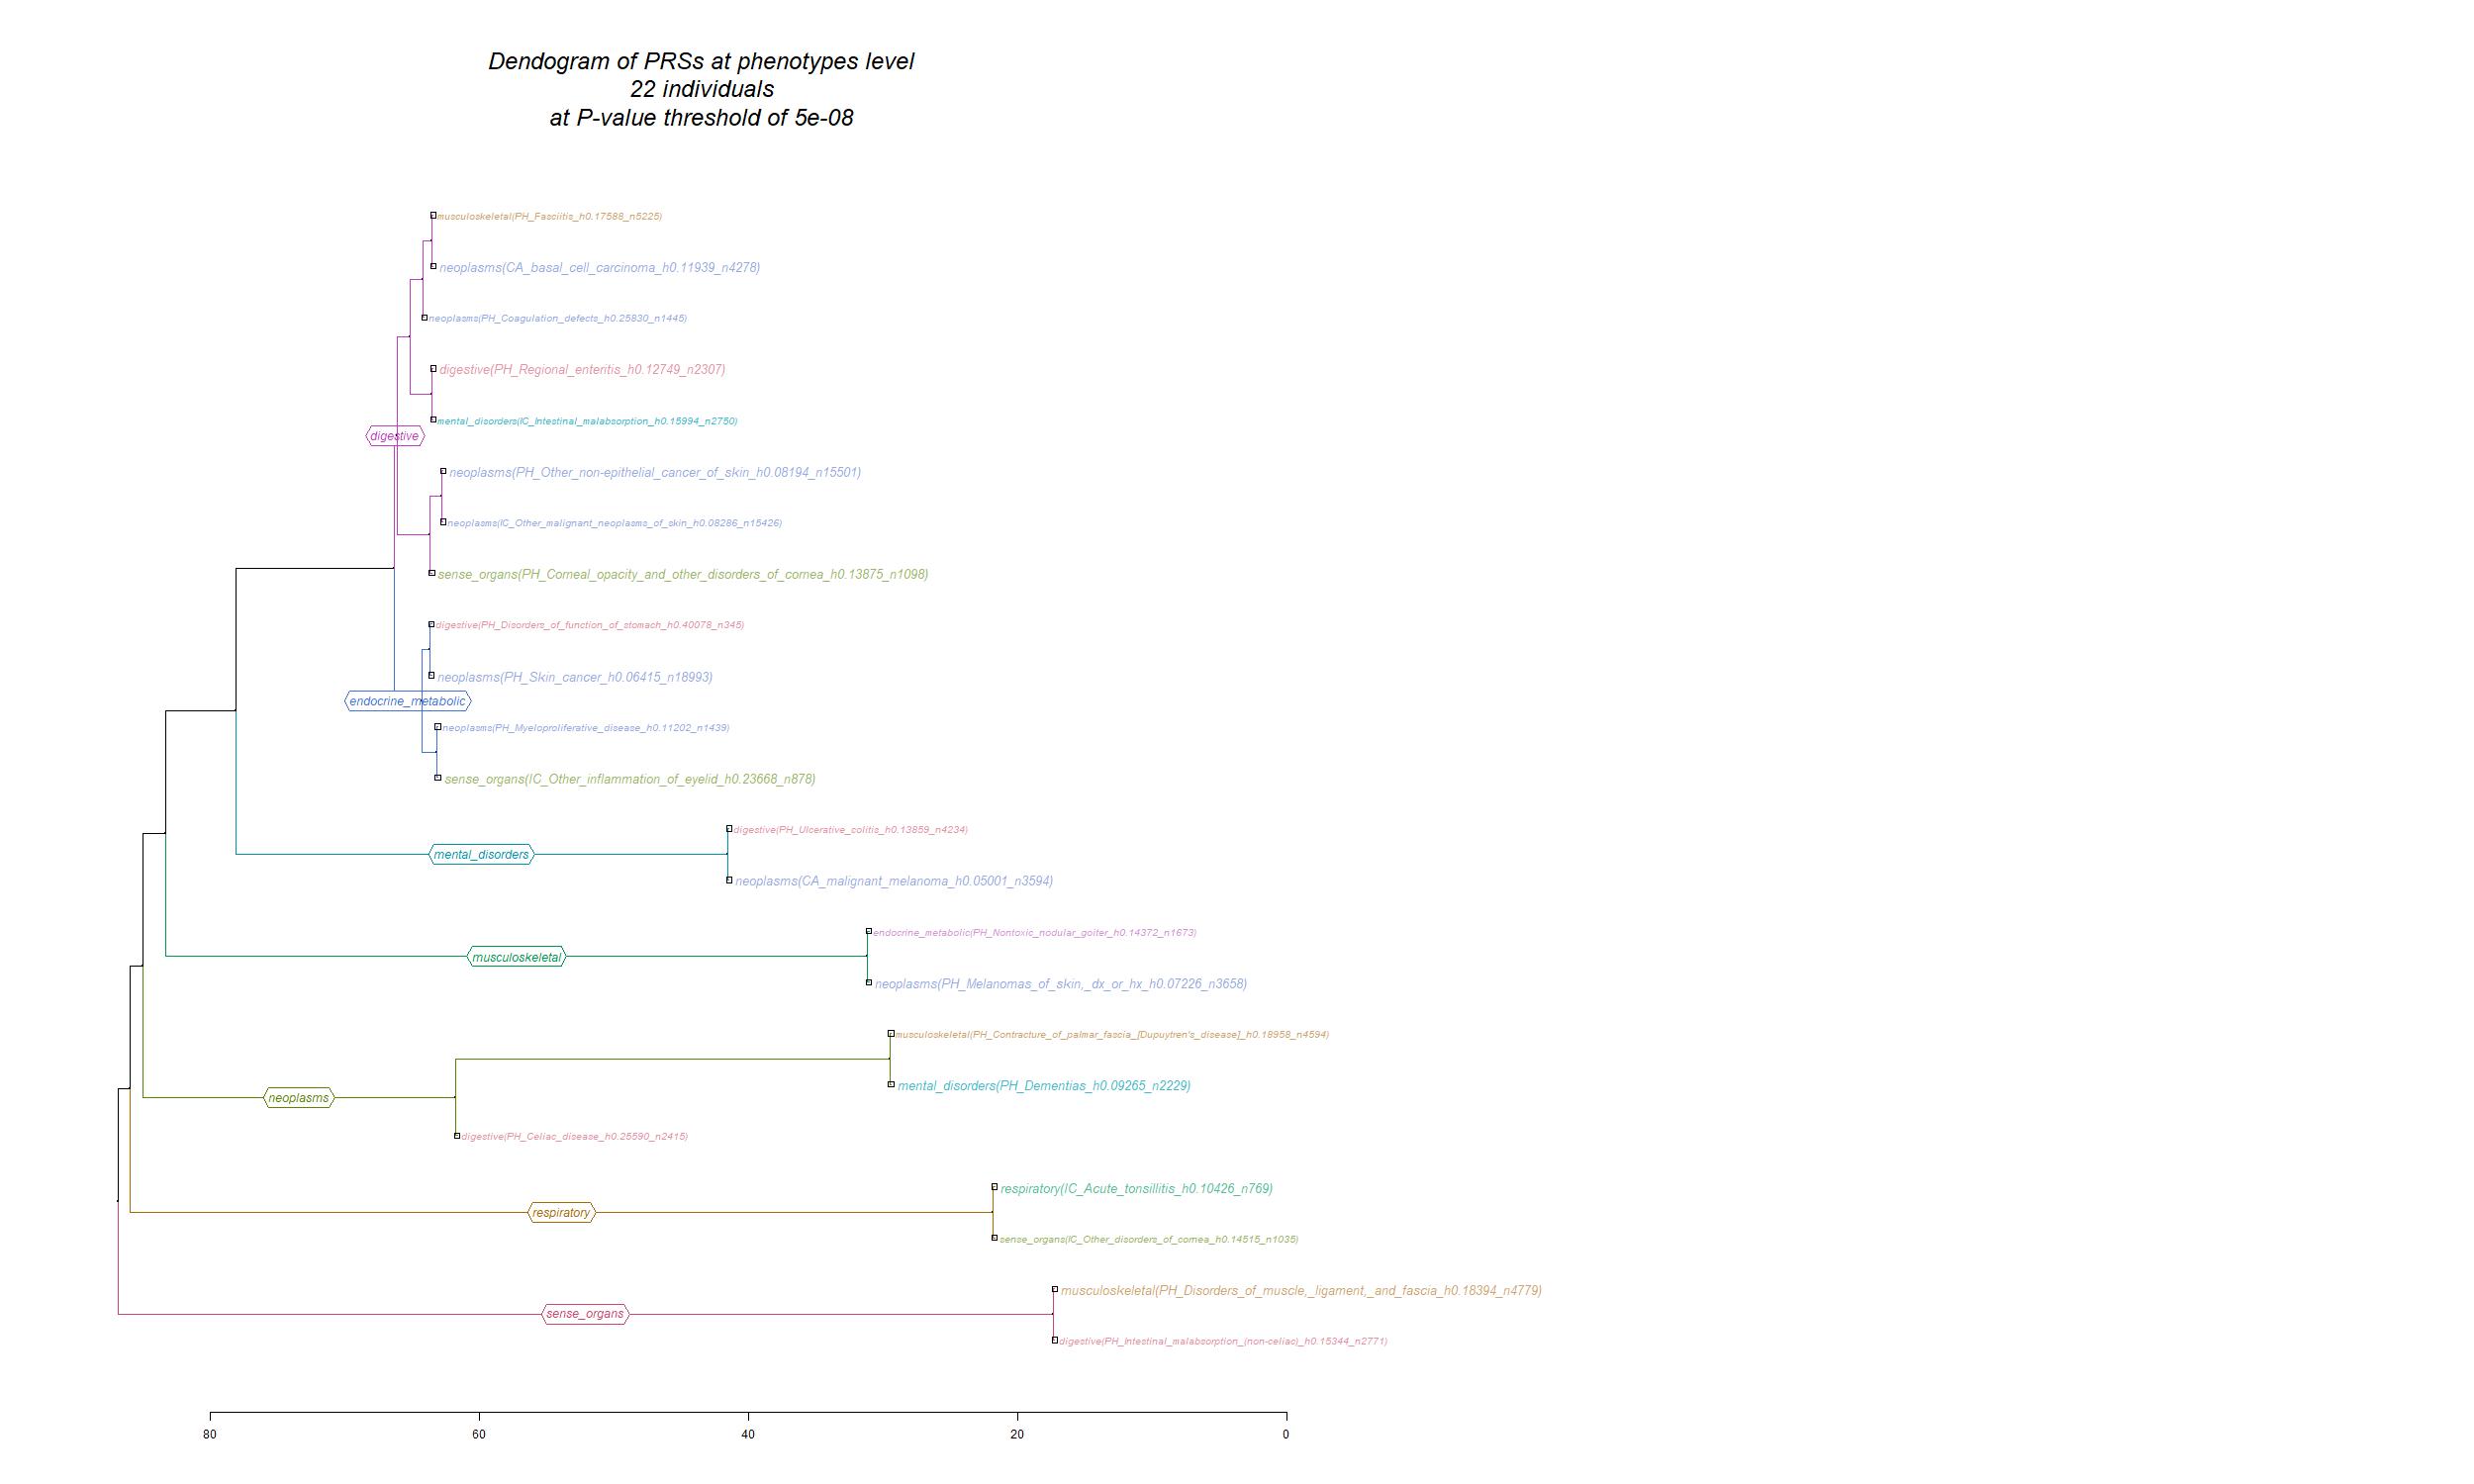 Dendogram of PRSs at phenotypes level
22 individuals
at P-value threshold of 5e-08
musculoskeletal(PH_Fasciitis_h0.17588_n5225)
neoplasms(CA_basal_cell_carcinoma_h0.11939_n4278)
neoplasms(PH_Coagulation_defects_h0.25830_n1445)
digestive(PH_Regional_enteritis_h0.12749_n2307)
mental_disorders(IC_Intestinal_malabsorption_h0.15994_n2750)
digestive
neoplasms(PH_Other_non-epithelial_cancer_of_skin_h0.08194_n15501)
neoplasms(IC_Other_malignant_neoplasms_of_skin_h0.08286_n15426)
sense_organs(PH_Corneal_opacity_and_other_disorders_of_cornea_h0.13875_n1098)
digestive(PH_Disorders_of_function_of_stomach_h0.40078_n345)
neoplasms(PH_Skin_cancer_h0.06415_n18993)
endocrine_metabolic
neoplasms(PH_Myeloproliferative_disease_h0.11202_n1439)
sense_organs(IC_Other_inflammation_of_eyelid_h0.23668_n878)
digestive(PH_Ulcerative_colitis_h0.13859_n4234)
mental_disorders
neoplasms(CA_malignant_melanoma_h0.05001_n3594)
endocrine_metabolic(PH_Nontoxic_nodular_goiter_h0.14372_n1673)
musculoskeletal
neoplasms(PH_Melanomas_of_skin,_dx_or_hx_h0.07226_n3658)
musculoskeletal(PH_Contracture_of_palmar_fascia_[Dupuytren's_disease]_h0.18958_n4594)
mental_disorders(PH_Dementias_h0.09265_n2229)
neoplasms
digestive(PH_Celiac_disease_h0.25590_n2415)
respiratory(IC_Acute_tonsillitis_h0.10426_n769)
respiratory
sense_organs(IC_Other_disorders_of_cornea_h0.14515_n1035)
musculoskeletal(PH_Disorders_of_muscle,_ligament,_and_fascia_h0.18394_n4779)
sense_organs
digestive(PH_Intestinal_malabsorption_(non-celiac)_h0.15344_n2771)
80 60 40 20 0